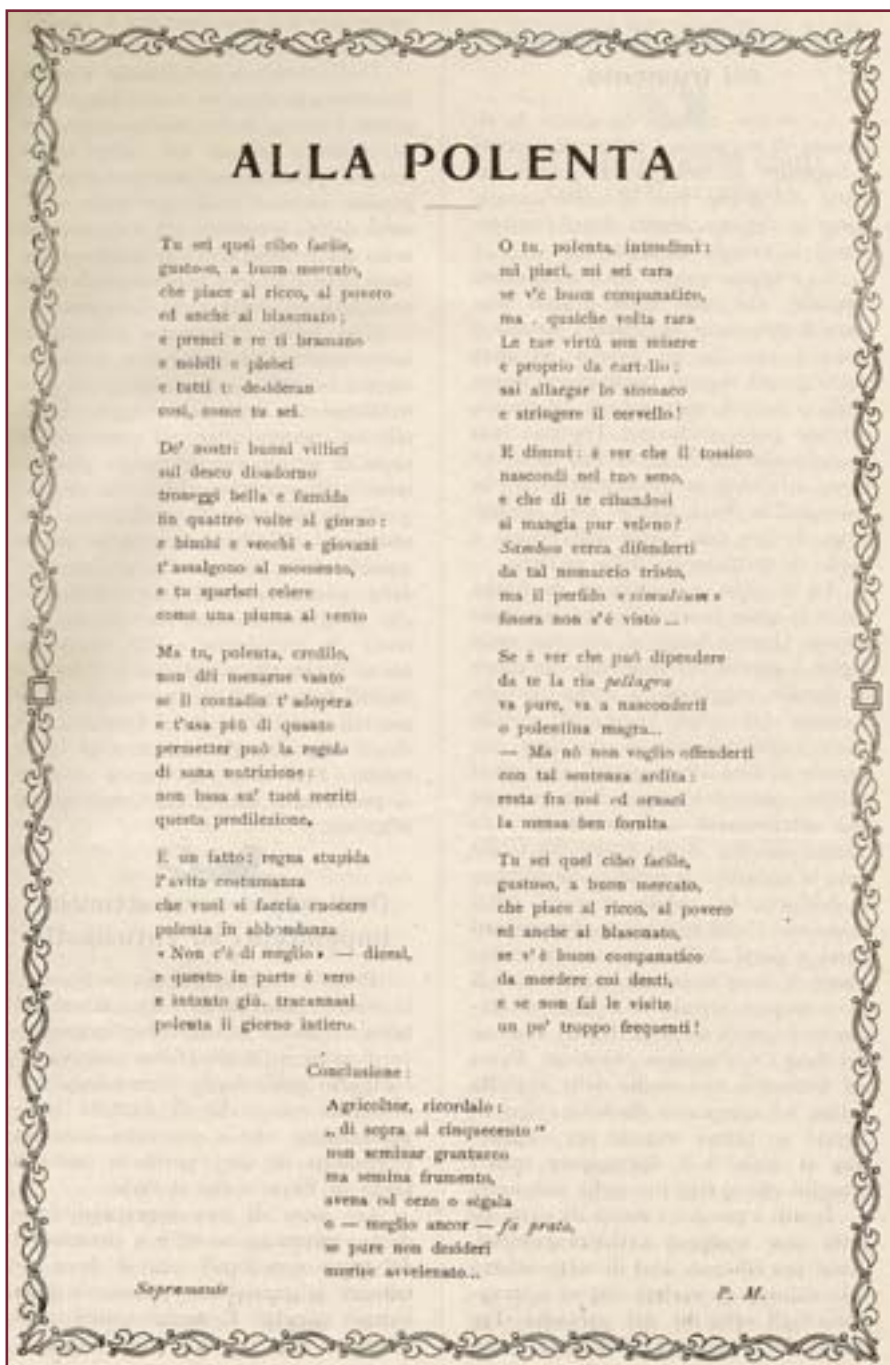 ALLA POLENTA
Tu sei quel cibo facile,
gustoso, a buon mercato,
che piace al ricco, al povero
ed anche al blasonato;
e prenci e re ti bramano
e nobili e plebei
e tutti ti desideran
così, come tu sei.
De' nostri buoni villici
sul desco disadorno
troneggi bella e fumida
fin quattro volte al giorno:
e bimbi e vecchi e giovani
t'assalgono al momento,
e tu sparisci celere
come una piuma al vento
Ma tu, polenta, credilo,
non dêi menarne vanto
se il contadin t'adopera
e t'usa più di quanto
permetter può la regola
di sana nutrizione:
non basa su' tuoi meriti
questa predilezione.
È un fatto: regna stupida
l'avita costumanza
che vuol si faccia cuocere
polenta in abbondanza
« Non c'è di meglio » — dicesi,
e questo in parte è vero
e intanto giù, tracannasi
polenta il giorno intiero.
O tu, polenta, intendimi:
mi piaci, mi sei cara
se v'è buon companatico,
ma . qualche volta rara
Le tue virtù son misere
e proprio da cartello:
sai allargar lo stomaco
e stringere il cervello!
E dimmi: è ver che il tossico
nascondi nel tuo seno,
e che di te cibandosi
si mangia pur veleno?
Sambon cerca difenderti
da tal nomaccio tristo,
ma il perfido « simulium »
finora non s'è visto ...
Se è ver che può dipendere
da te la ria pellagra
va pure, va a nasconderti
o polentina magra...
— Ma nò non voglio offenderti
con tal sentenza ardita:
resta fra noi ed ornaci
la mensa ben fornita
Tu sei quel cibo facile,
gustoso, a buon mercato,
che piace al ricco, al povero
ed anche al blasonato,
se v'è buon companatico
da mordere coi denti,
e se non fai le visite
un po' troppo frequenti!
Conclusione:
Agricoltor, ricordalo:
„ di sopra ai cinquecento "
non seminar granturco
ma semina frumento,
avena od orzo o ségala
o — meglio ancor — fa prato,
se pure non desideri
morire avvelenato...
Sopramonte
P. M.